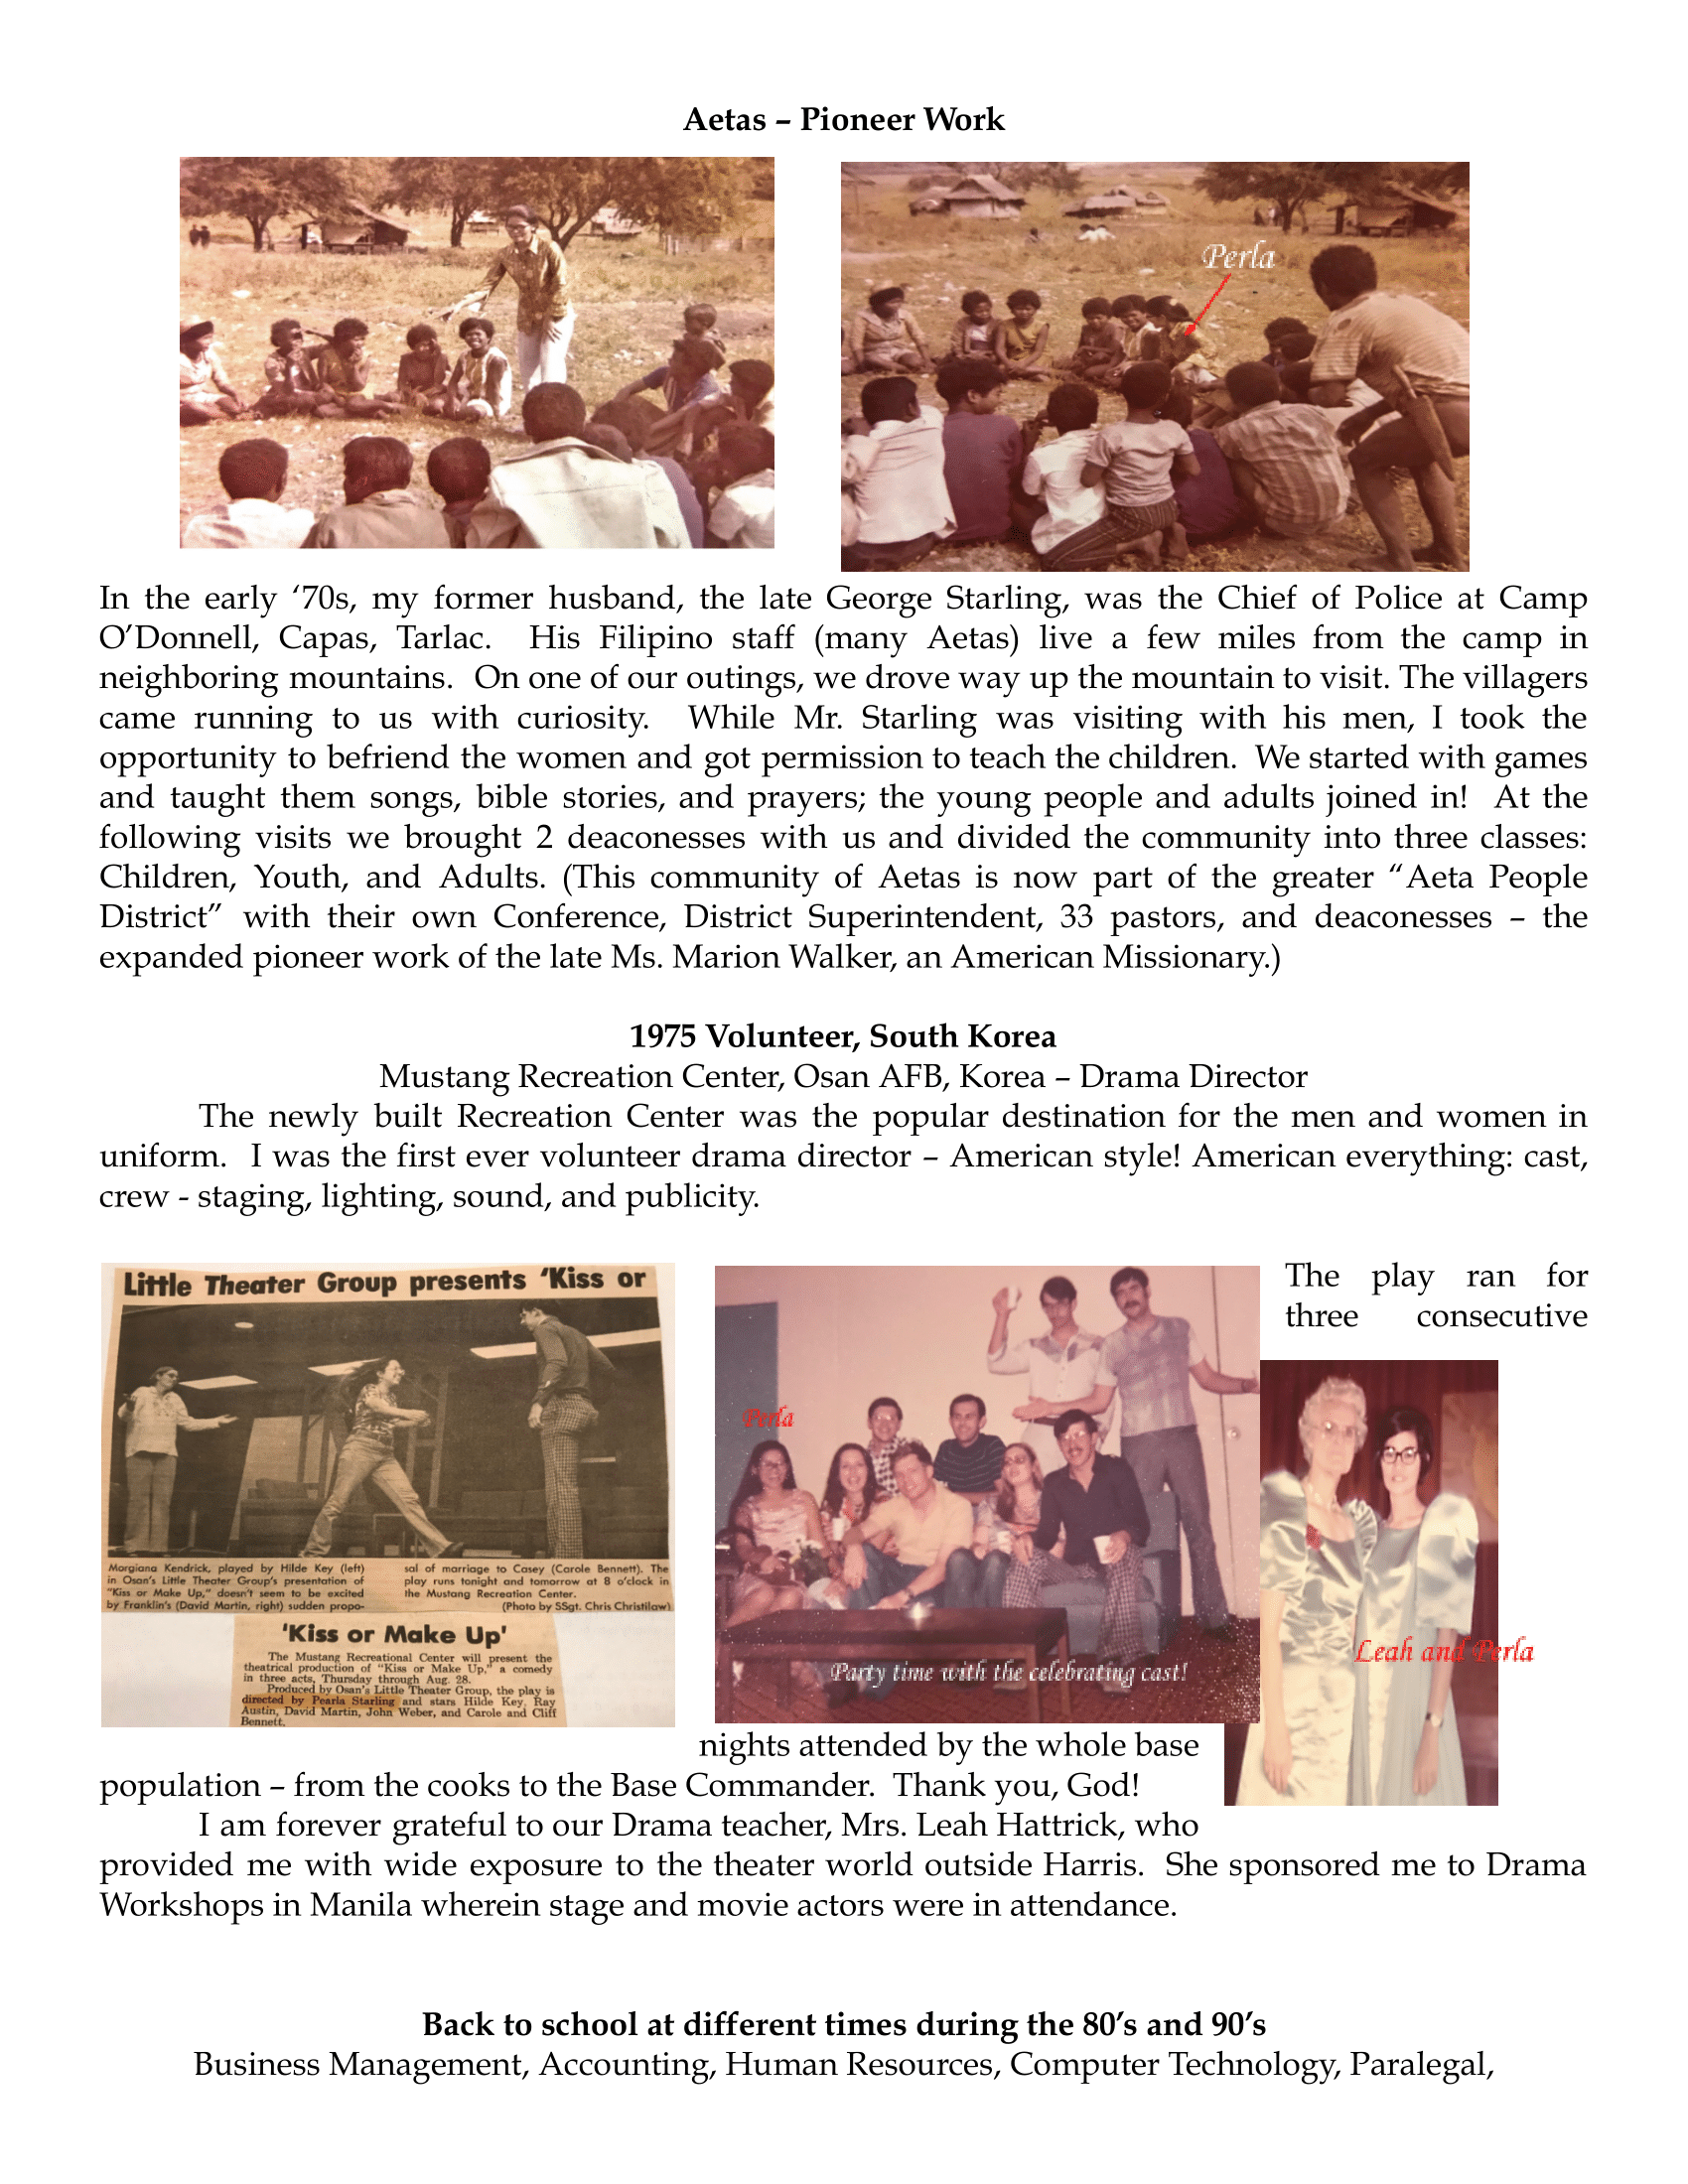 Aetas – Pioneer Work
Perla
In the early ‘70s, my former husband, the late George Starling, was the Chief of Police at Camp
O’Donnell, Capas, Tarlac. His Filipino staff (many Aetas) live a few miles from the camp in
neighboring mountains. On one of our outings, we drove way up the mountain to visit. The villagers
came running to us with curiosity. While Mr. Starling was visiting with his men, I took the
opportunity to befriend the women and got permission to teach the children. We started with games
and taught them songs, bible stories, and prayers; the young people and adults joined in! At the
following visits we brought 2 deaconesses with us and divided the community into three classes:
Children, Youth, and Adults. (This community of Aetas is now part of the greater “Aeta People
District” with their own Conference, District Superintendent, 33 pastors, and deaconesses – the
expanded pioneer work of the late Ms. Marion Walker, an American Missionary.)
1975 Volunteer, South Korea
Mustang Recreation Center, Osan AFB, Korea – Drama Director
The newly built Recreation Center was the popular destination for the men and women in
uniform. I was the first ever volunteer drama director – American style! American everything: cast,
crew - staging, lighting, sound, and publicity.
Little Theater Group presents ‘Kiss or
Margiana Kendrick, played by Hilde Key (left)
in Osan’s Little Theater Group’s presentation of
“Kiss or Make Up,” doesn’t seem to be excited
by Franklin’s (David Martin, right) sudden propo-
sal of marriage to Casey (Carole Bennett). The
play runs tonight and tomorrow at 8 o’clock in
the Mustang Recreation Center.
(Photo by SSgt. Chris Christilaw)
‘Kiss or Make Up’
The Mustang Recreational Center will present the
theatrical production of “Kiss or Make Up,” a comedy
in three acts, Thursday through Aug. 28.
Produced by Osan’s Little Theater Group, the play is
directed by Pearla Starling and stars Hilde Key, Ray
Austin, David Martin, John Weber, and Carole and Cliff
Bennett.
Perla
Party time with the celebrating cast!
The play ran for
three consecutive
Leah and Perla
nights attended by the whole base
population – from the cooks to the Base Commander. Thank you, God!
I am forever grateful to our Drama teacher, Mrs. Leah Hattrick, who
provided me with wide exposure to the theater world outside Harris. She sponsored me to Drama
Workshops in Manila wherein stage and movie actors were in attendance.
Back to school at different times during the 80’s and 90’s
Business Management, Accounting, Human Resources, Computer Technology, Paralegal,